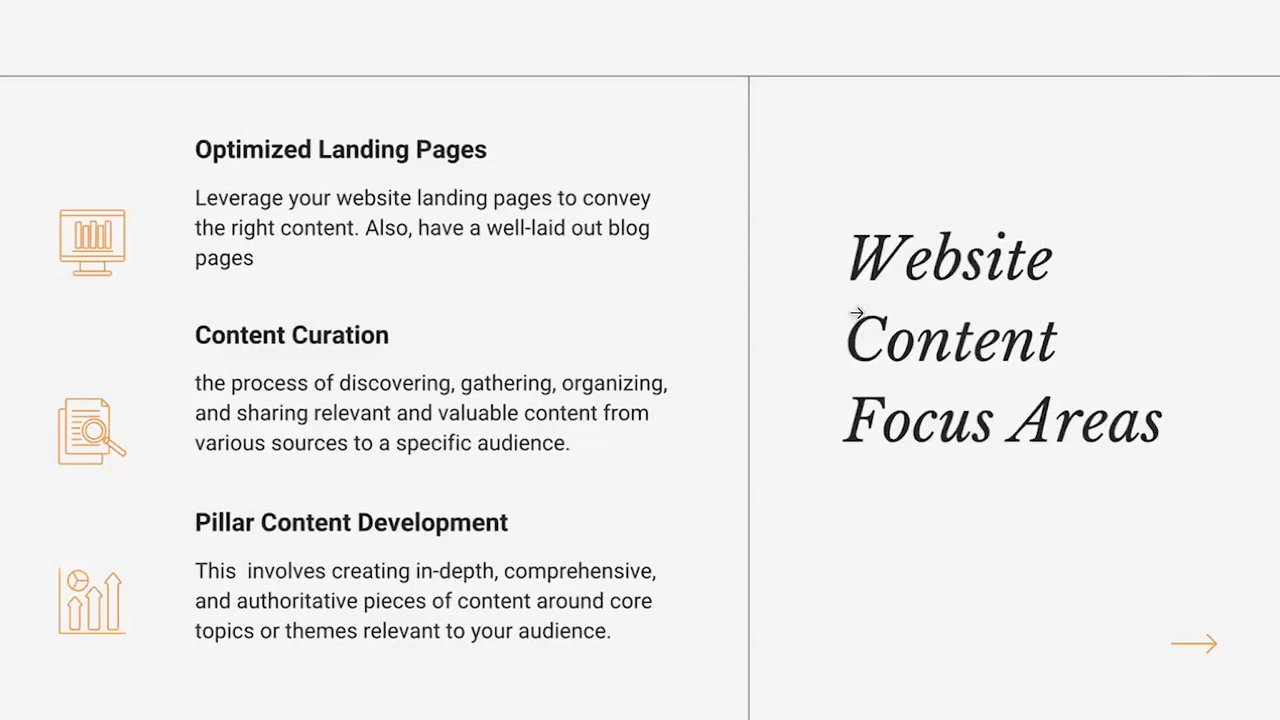 Optimized Landing Pages
Leverage your website landing pages to convey
the right content. Also, have a well-laid out blog
pages
Content Curation
the process of discovering, gathering, organizing,
and sharing relevant and valuable content from
various sources to a specific audience.
Pillar Content Development
This  involves creating in-depth, comprehensive,
and authoritative pieces of content around core
topics or themes relevant to your audience.
Website
Content
Focus Areas